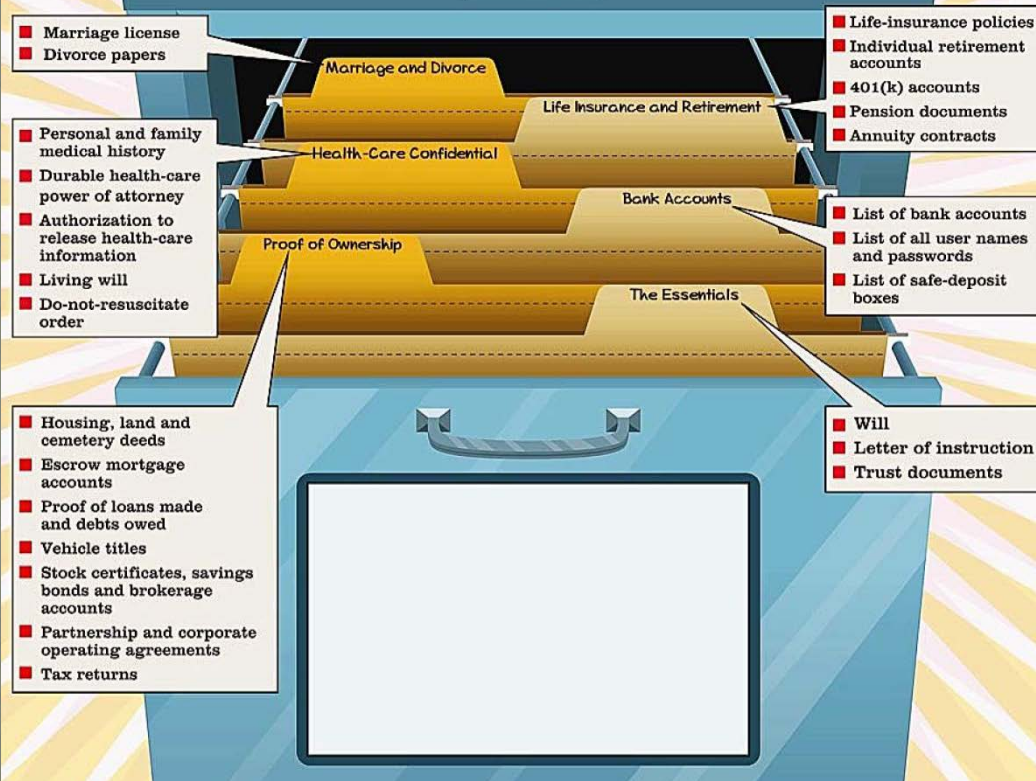 Marriage license
Divorce papers
Marriage and Divorce
Life-insurance policies
Individual retirement
accounts
401(k) accounts
Pension documents
Annuity contracts
Life Insurance and Retirement
Personal and family
medical history
Durable health-care
power of attorney
Authorization to
release health-care
information
Living will
Do-not-resuscitate
order
Health-Care Confidential
Bank Accounts
List of bank accounts
List of all user names
and passwords
List of safe-deposit
boxes
Proof of Ownership
The Essentials
Housing, land and
cemetery deeds
Escrow mortgage
accounts
Proof of loans made
and debts owed
Vehicle titles
Stock certificates, savings
bonds and brokerage
accounts
Partnership and corporate
operating agreements
Tax returns
Will
Letter of instruction
Trust documents